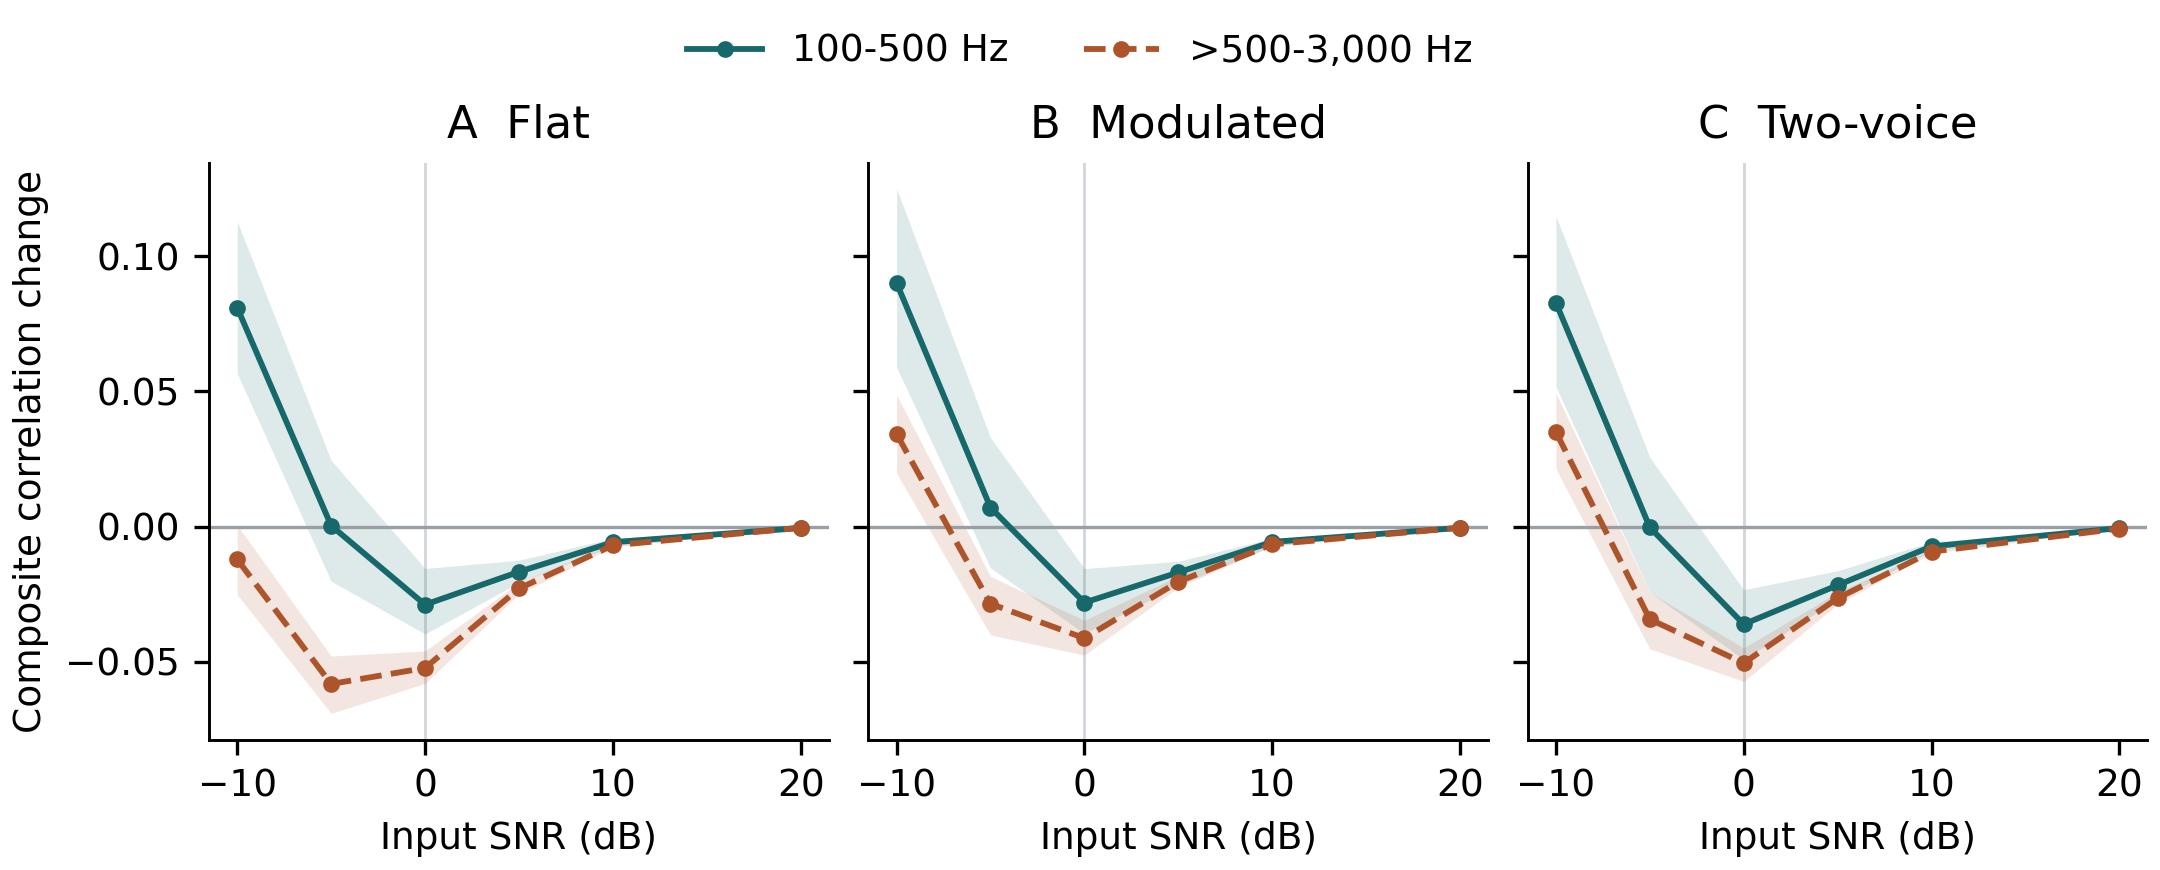 100-500 Hz >500-3,000 Hz
A Flat B Modulated C Two-voice
Composite correlation change
0.10
0.05
0.00
−0.05
−10 0 10 20 −10 0 10 20 −10 0 10 20
Input SNR (dB) Input SNR (dB) Input SNR (dB)